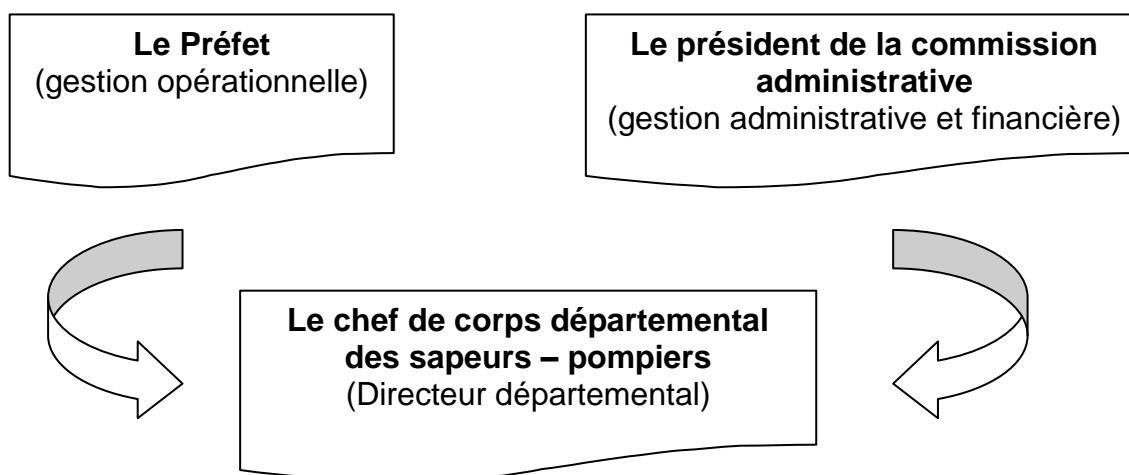 Le Préfet
(gestion opérationnelle)
Le président de la commission
administrative
(gestion administrative et financière)
Le chef de corps départemental
des sapeurs – pompiers
(Directeur départemental)